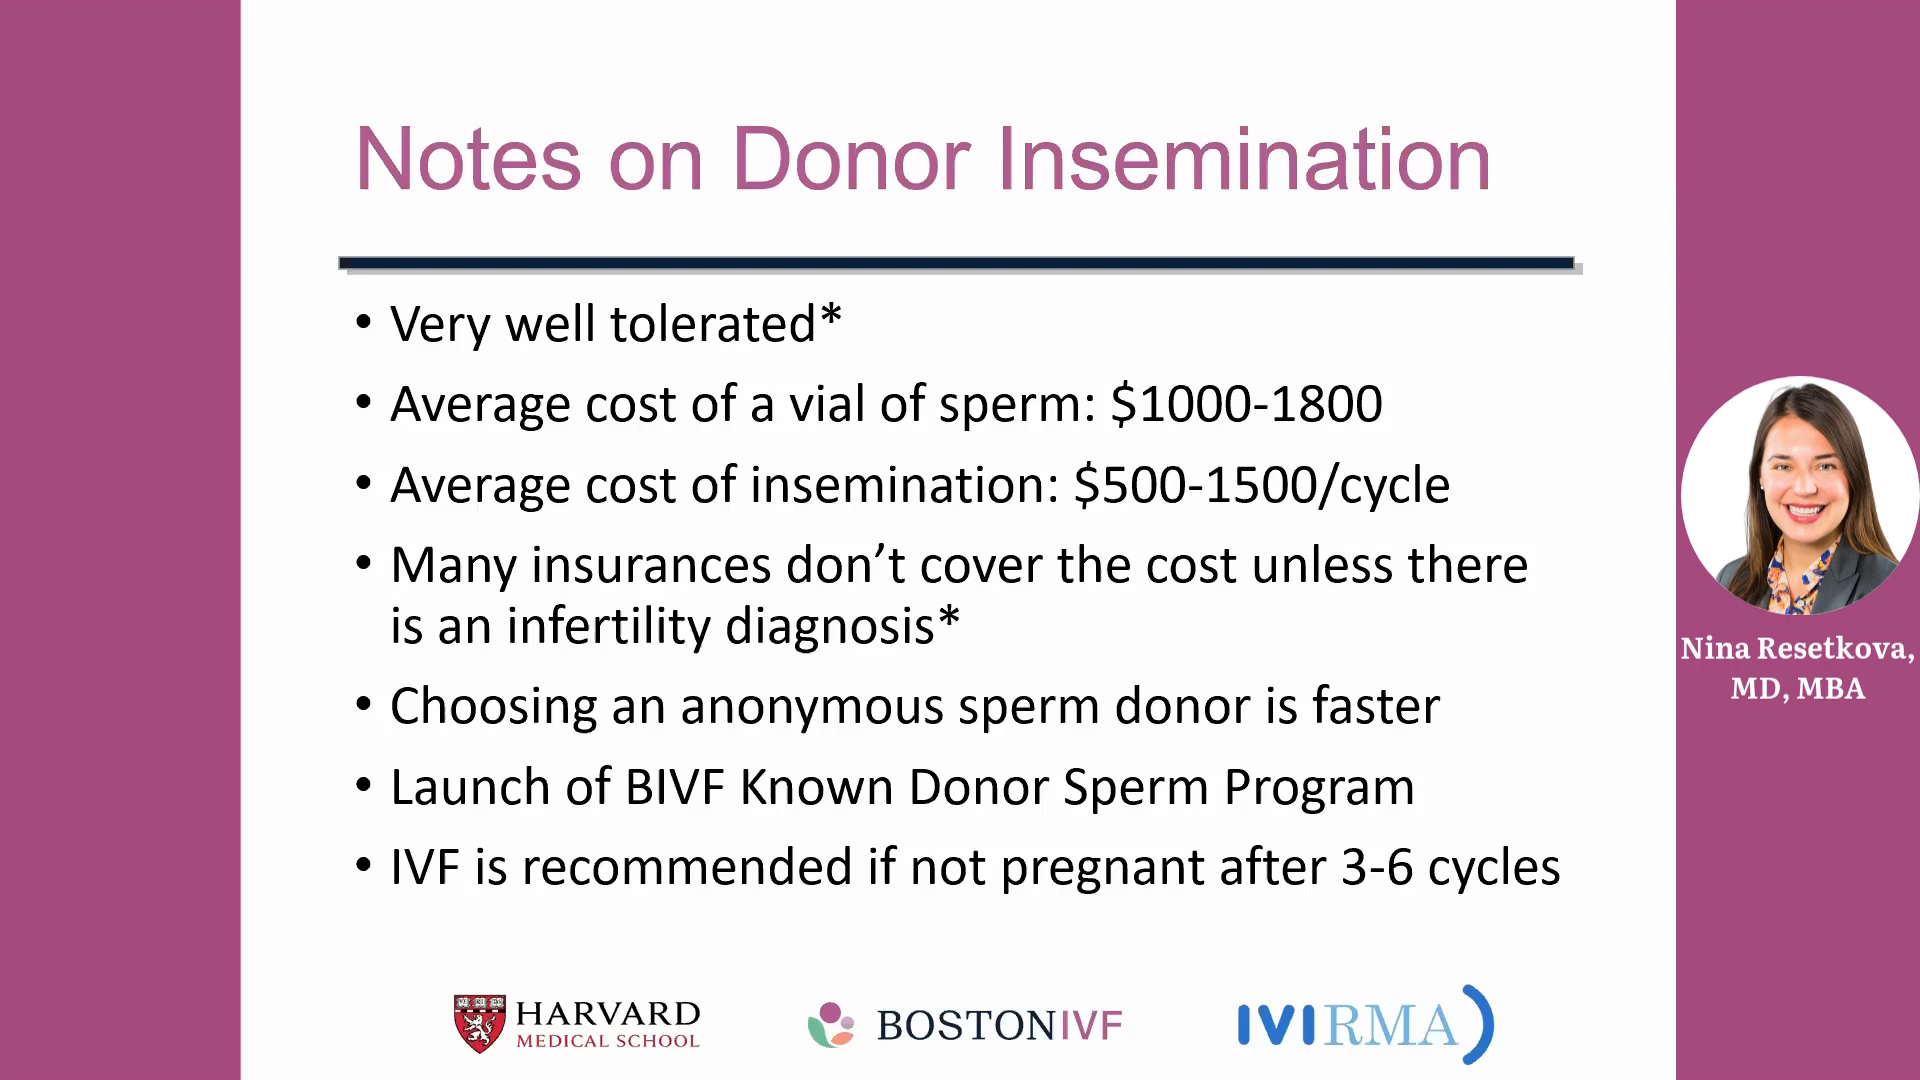 Notes on Donor Insemination
• Very well tolerated*
• Average cost of a vial of sperm: $1000-1800
• Average cost of insemination: $500-1500/cycle
• Many insurances don’t cover the cost unless there
is an infertility diagnosis*
• Choosing an anonymous sperm donor is faster
• Launch of BIVF Known Donor Sperm Program
• IVF is recommended if not pregnant after 3-6 cycles
Nina Resetkova,
MD, MBA
HARVARD
MEDICAL SCHOOL
BOSTONIVF
IVIRMA